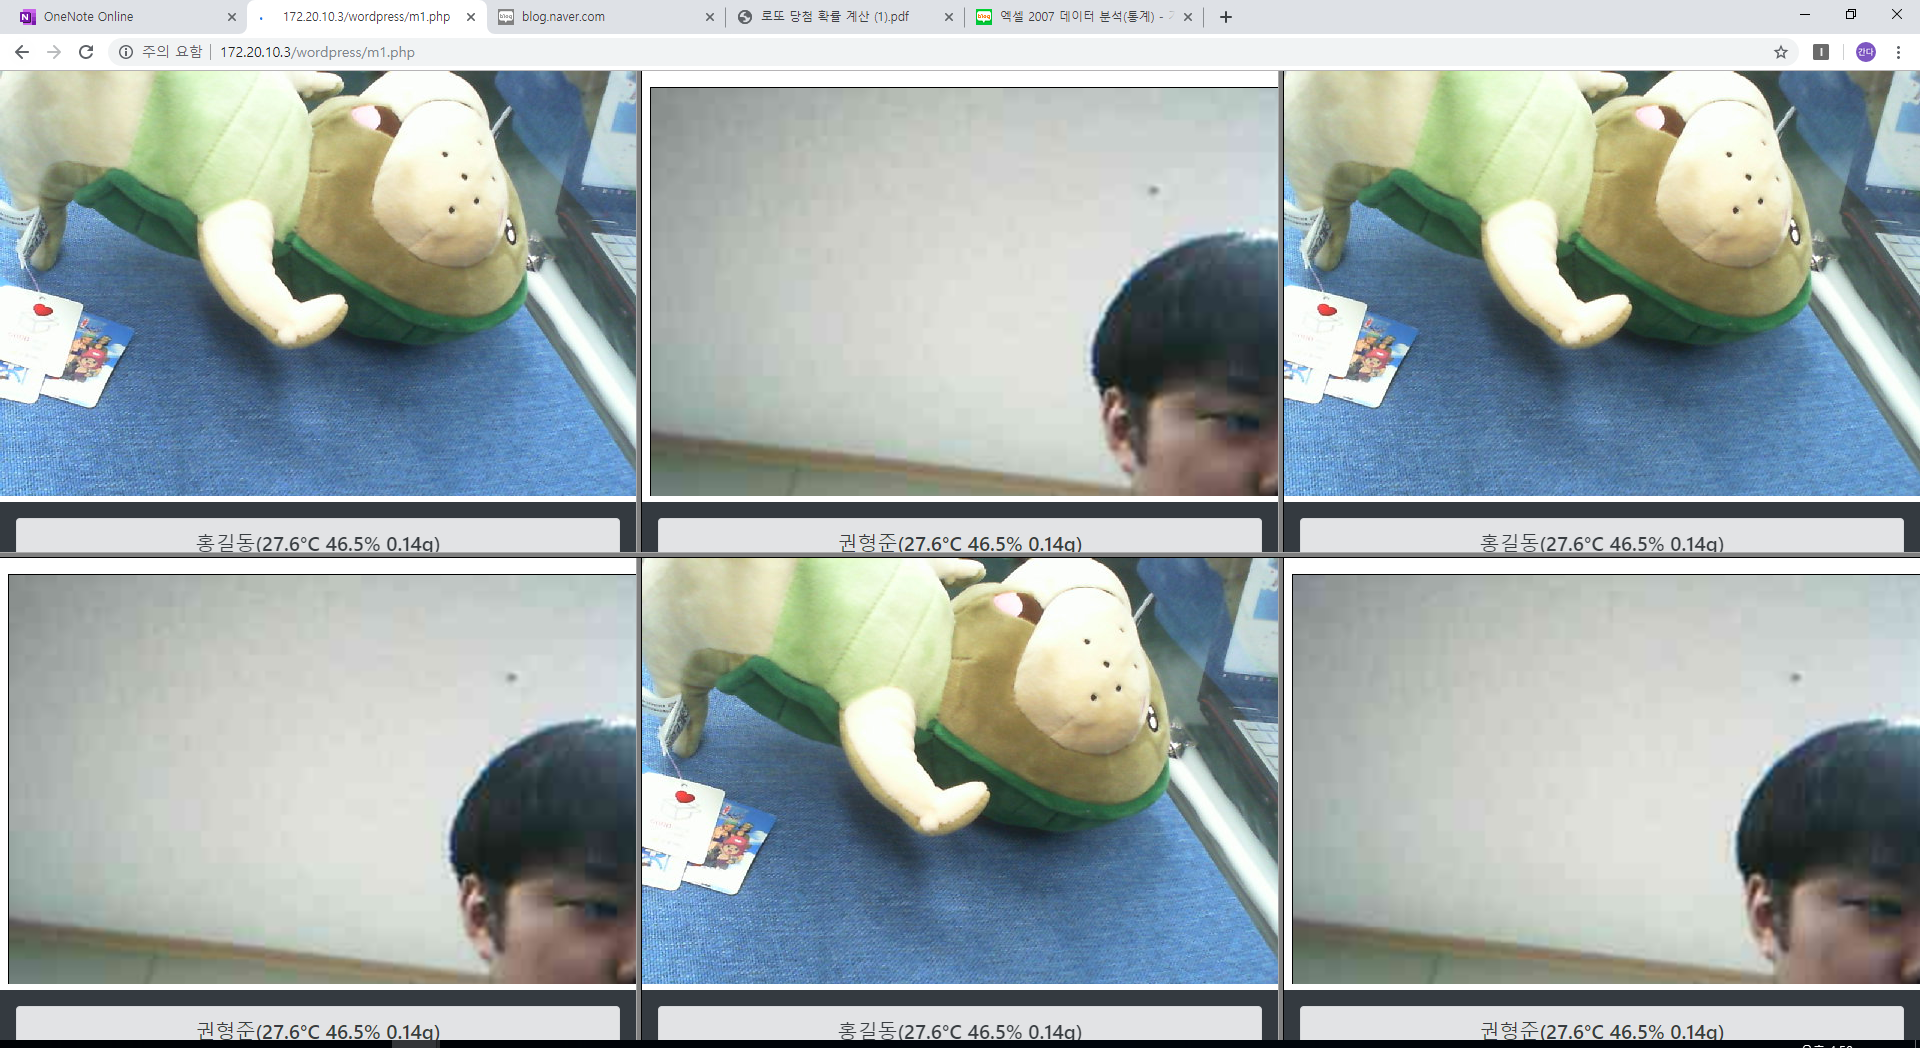 OneNote Online
172.20.10.3/wordpress/m1.php
blog.naver.com
로또 당첨 확률 계산 (1).pdf
엑셀 2007 데이터 분석(통계) -
주의 요함
172.20.10.3/wordpress/m1.php
간다
홍길동(27.6°C 46.5% 0.14g)
권형준(27.6°C 46.5% 0.14g)
홍길동(27.6°C 46.5% 0.14g)
권형준(27.6°C 46.5% 0.14g)
홍길동(27.6°C 46.5% 0.14g)
권형준(27.6°C 46.5% 0.14g)